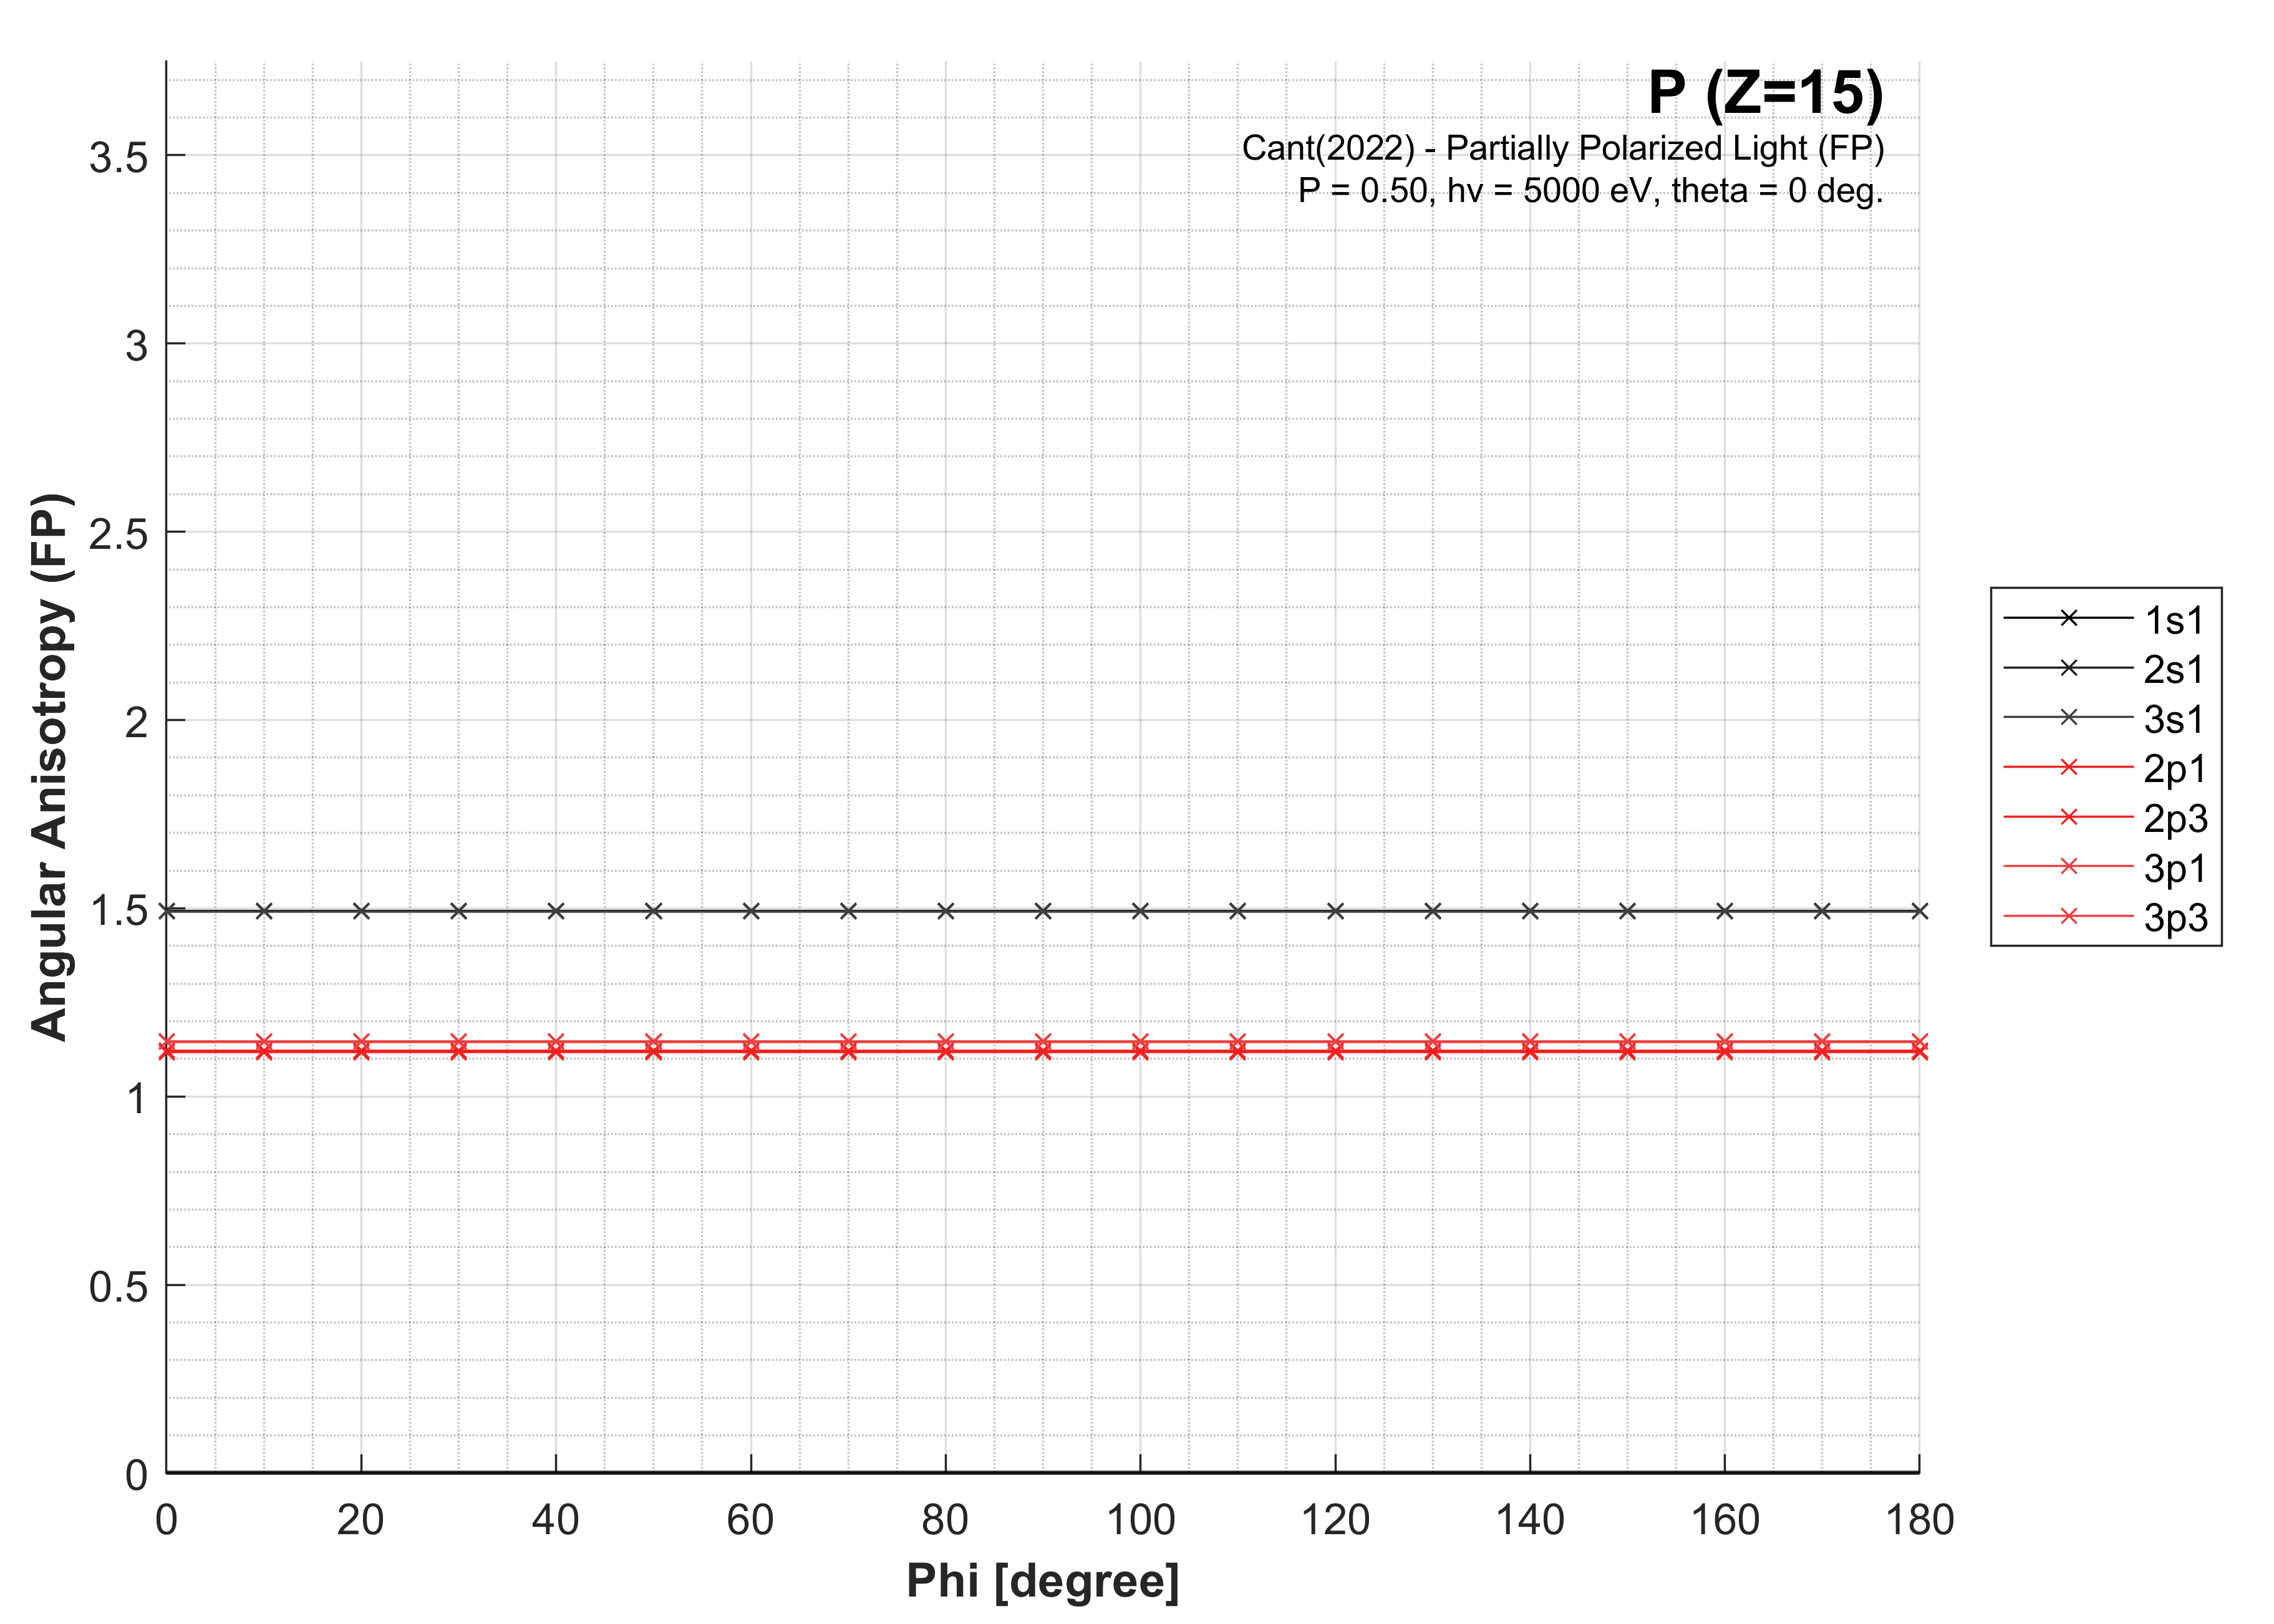 P (Z=15)
Cant(2022) - Partially Polarized Light (FP)
P = 0.50, hv = 5000 eV, theta = 0 deg.
3.5
3
2.5
2
1.5
1
0.5
0
Angular Anisotropy (FP)
0 20 40 60 80 100 120 140 160 180
Phi [degree]
1s1
2s1
3s1
2p1
2p3
3p1
3p3